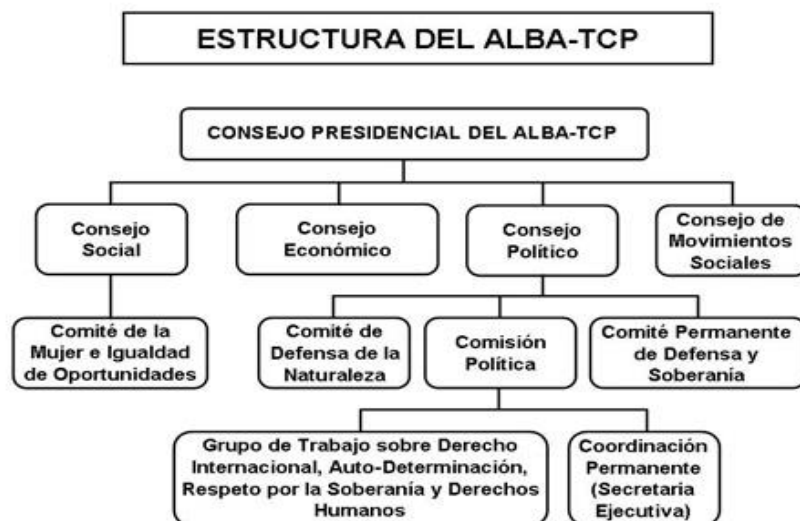 ESTRUCTURA DEL ALBA-TCP
CONSEJO PRESIDENCIAL DEL ALBA-TCP
Consejo
Social
Consejo
Económico
Consejo
Político
Consejo de
Movimientos
Sociales
Comité de la
Mujer e Igualdad
de Oportunidades
Comité de
Defensa de la
Naturaleza
Comisión
Política
Comité Permanente
de Defensa y
Soberanía
Grupo de Trabajo sobre Derecho
Internacional, Auto-Determinación,
Respeto por la Soberanía y Derechos
Humanos
Coordinación
Permanente
(Secretaria
Ejecutiva)